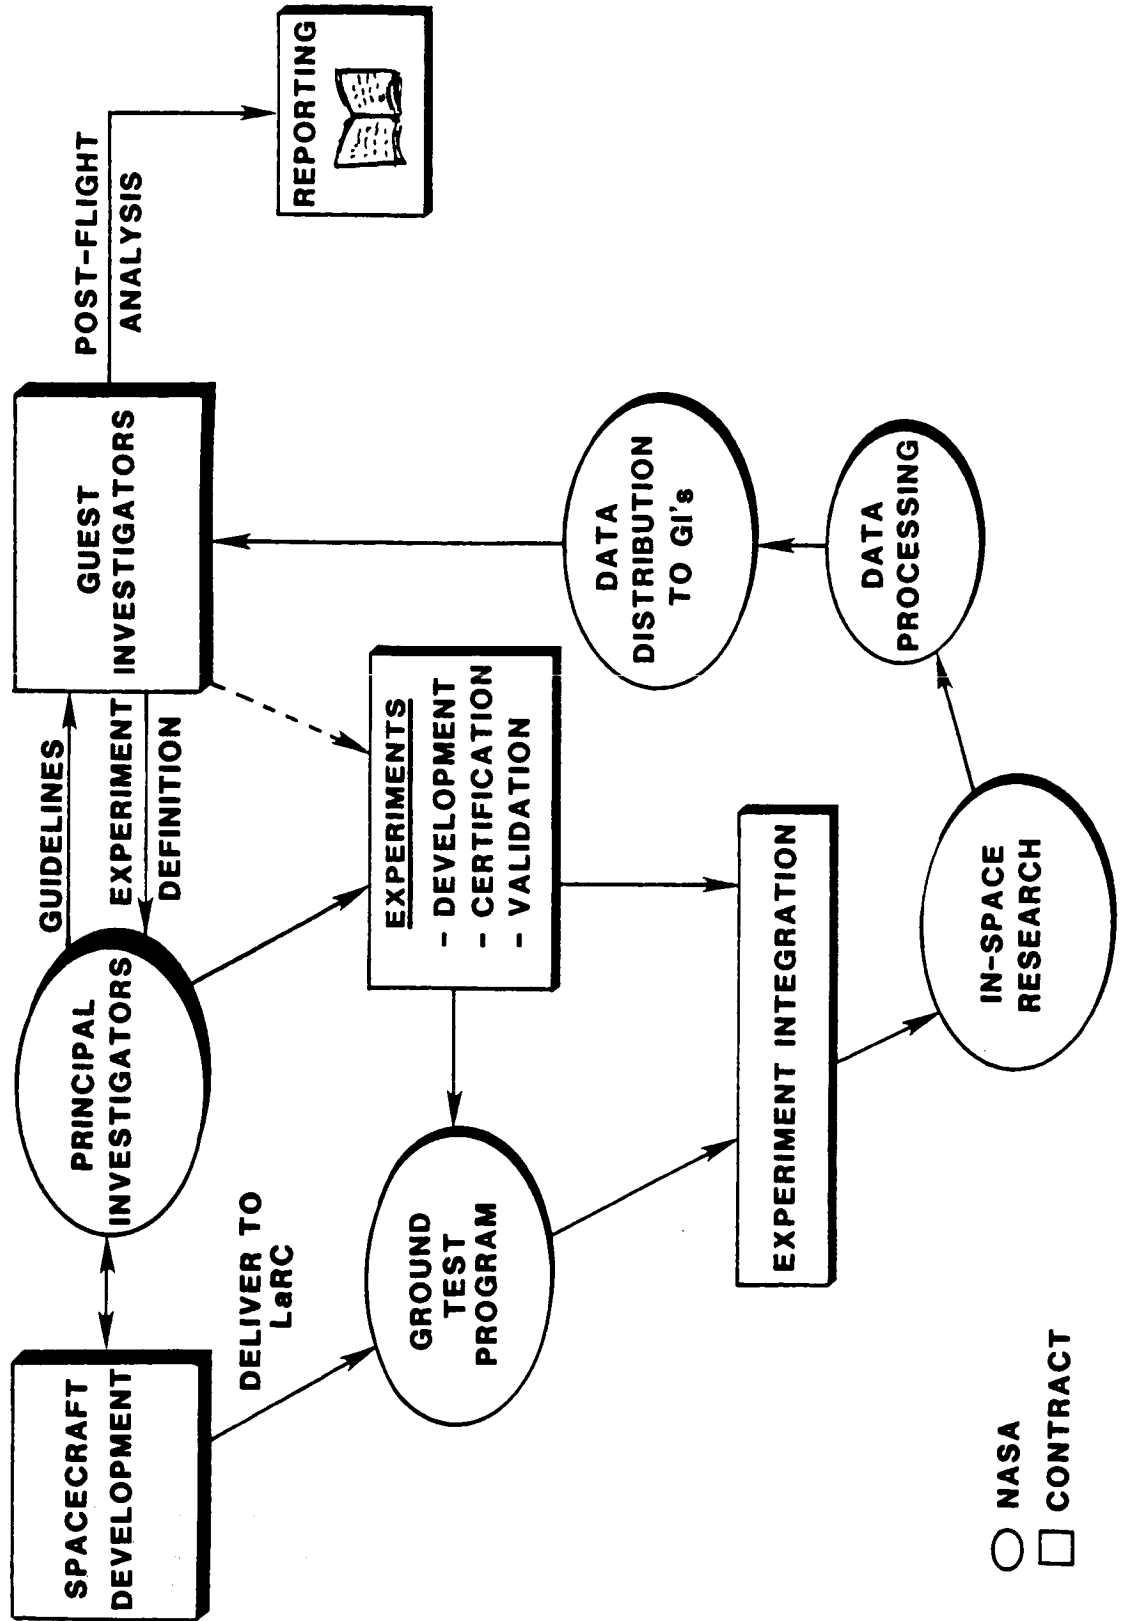 SPACECRAFT
DEVELOPMENT
PRINCIPAL
INVESTIGATORS
GUIDELINES
EXPERIMENT
DEFINITION
GUEST
INVESTIGATORS
POST-FLIGHT
ANALYSIS
REPORTING
DELIVER TO
LaRC
GROUND
TEST
PROGRAM
EXPERIMENTS
- DEVELOPMENT
- CERTIFICATION
- VALIDATION
DATA
DISTRIBUTION
TO GI's
EXPERIMENT INTEGRATION
DATA
PROCESSING
IN-SPACE
RESEARCH
NASA
CONTRACT